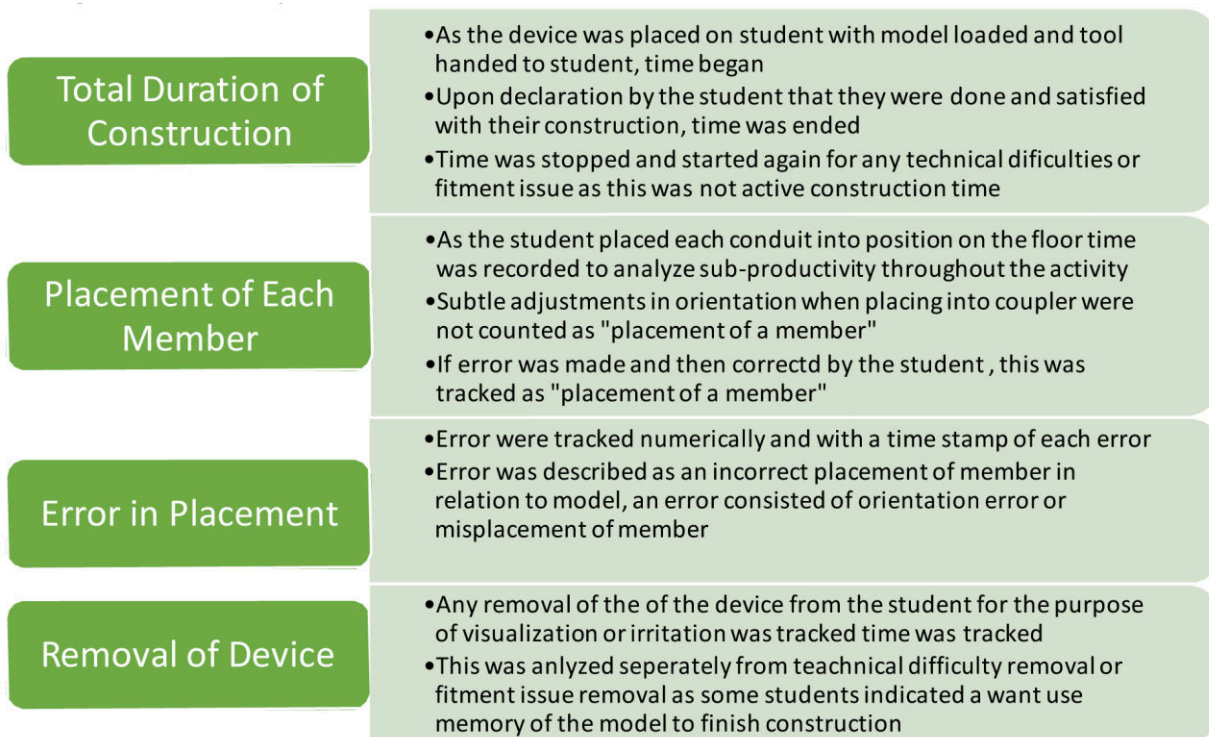 Total Duration of
Construction
•As the device was placed on student with model loaded and tool
handed to student, time began
•Upon declaration by the student that they were done and satisfied
with their construction, time was ended
•Time was stopped and started again for any technical dificulties or
fitment issue as this was not active construction time
Placement of Each
Member
•As the student placed each conduit into position on the floor time
was recorded to analyze sub-productivity throughout the activity
•Subtle adjustments in orientation when placing into coupler were
not counted as "placement of a member"
•If error was made and then correctd by the student , this was
tracked as "placement of a member"
Error in Placement
•Error were tracked numerically and with a time stamp of each error
•Error was described as an incorrect placement of member in
relation to model, an error consisted of orientation error or
misplacement of member
Removal of Device
•Any removal of the of the device from the student for the purpose
of visualization or irritation was tracked time was tracked
•This was anlyzed seperately from teachnical difficulty removal or
fitment issue removal as some students indicated a want use
memory of the model to finish construction